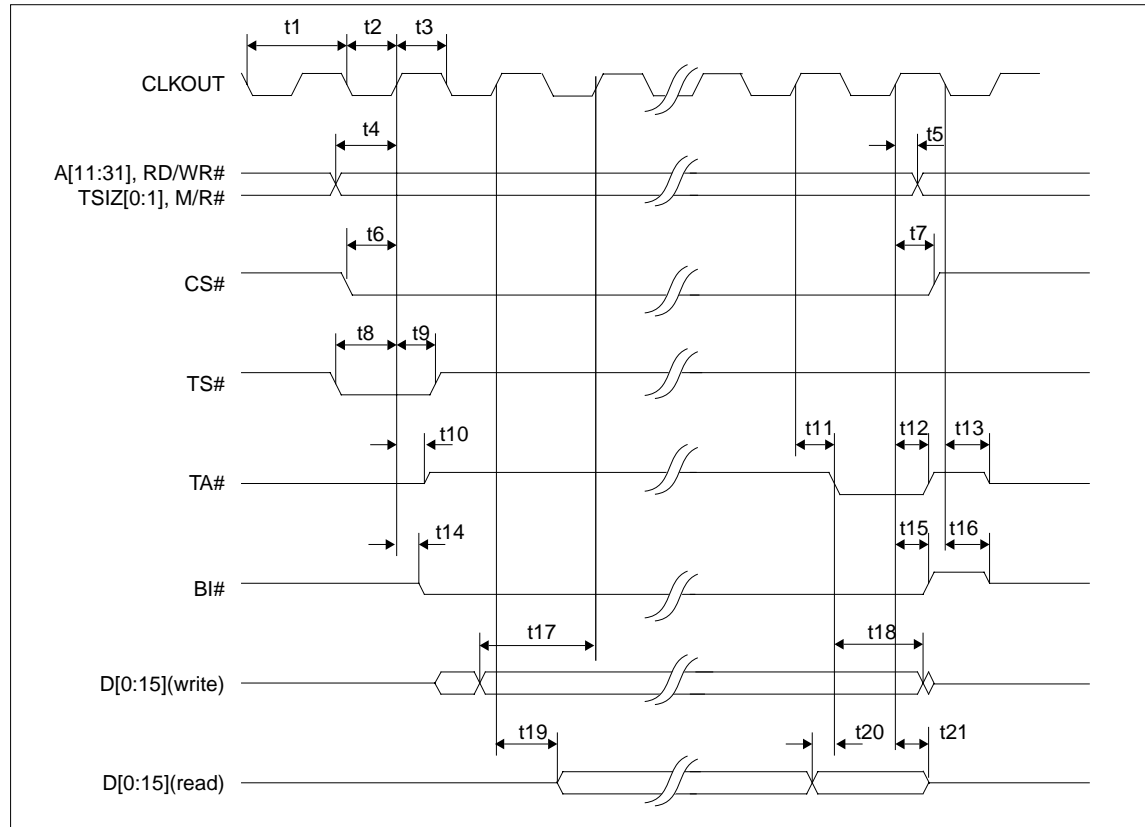 t1 t2 t3
CLKOUT
t4 t5
A[11:31], RD/WR#
TSIZ[0:1], M/R#
t6 t7
CS#
t8 t9
TS#
t10 t11 t12 t13
TA#
t14 t15 t16
BI#
t17 t18
D[0:15](write)
t19 t20 t21
D[0:15](read)